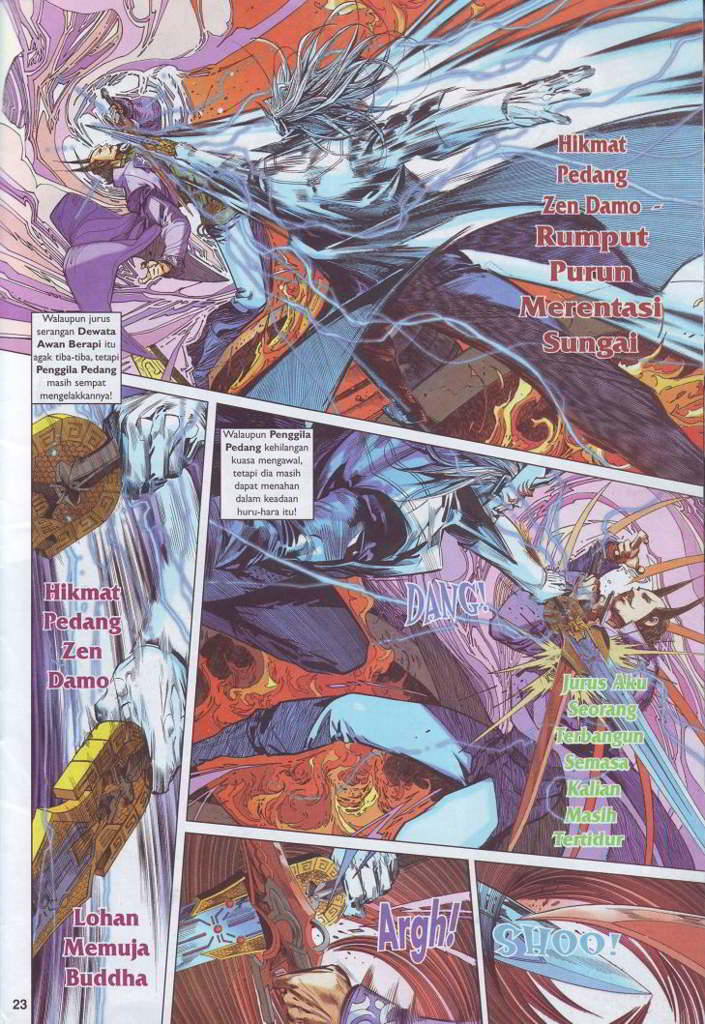 Hikmat
Pedang
Zen Damo
Rumput
Purun
Merentasi
Sungai
Walaupun jurus
serangan Dewata
Awan Berapi itu
agak tiba-tiba, tetapi
Penggila Pedang
masih sempat
mengelakkannya!
Walaupun Penggila
Pedang kehilangan
kuasa mengawal,
tetapi dia masih
dapat menahan
dalam keadaan
huru-hara itu!
DANG!
Hikmat
Pedang
Zen
Damo
Jurus Aku
Seorang
Terbangun
Semasa
Kalian
Masih
Tertidur
Lohan
Memuja
Buddha
Argh!
SHOO!
23